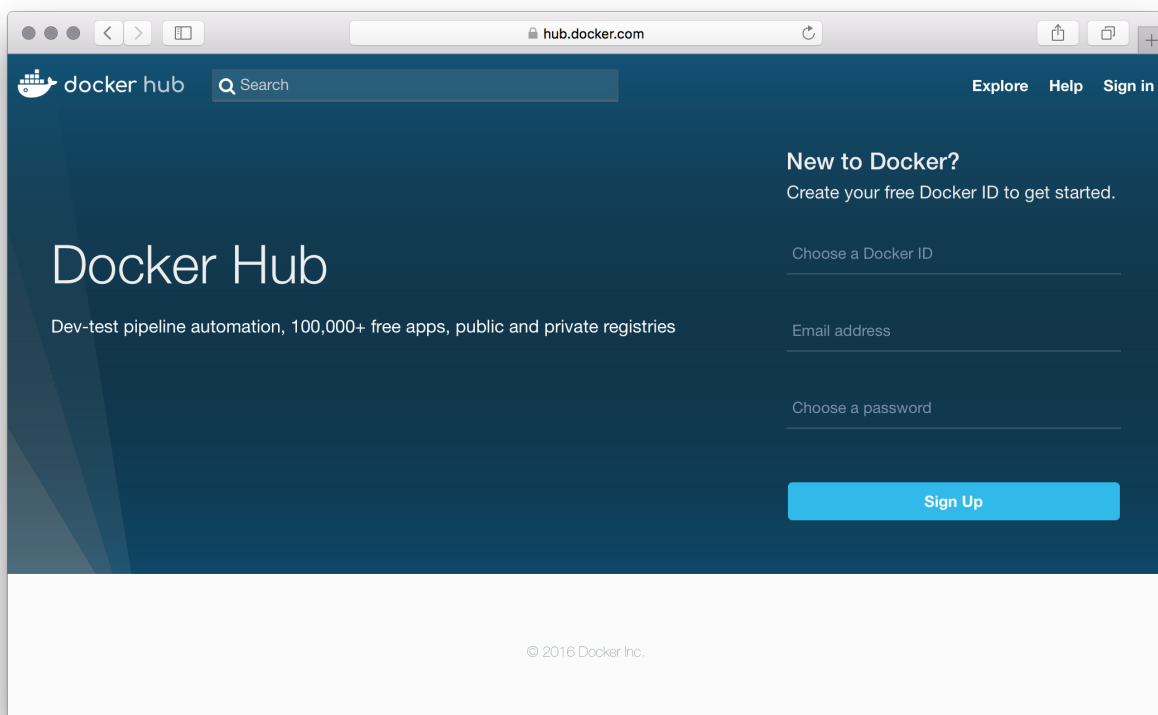 hub.docker.com
docker hub
Search
Explore Help Sign in
New to Docker?
Create your free Docker ID to get started.
Choose a Docker ID
Docker Hub
Dev-test pipeline automation, 100,000+ free apps, public and private registries
Email address
Choose a password
Sign Up
© 2016 Docker Inc.